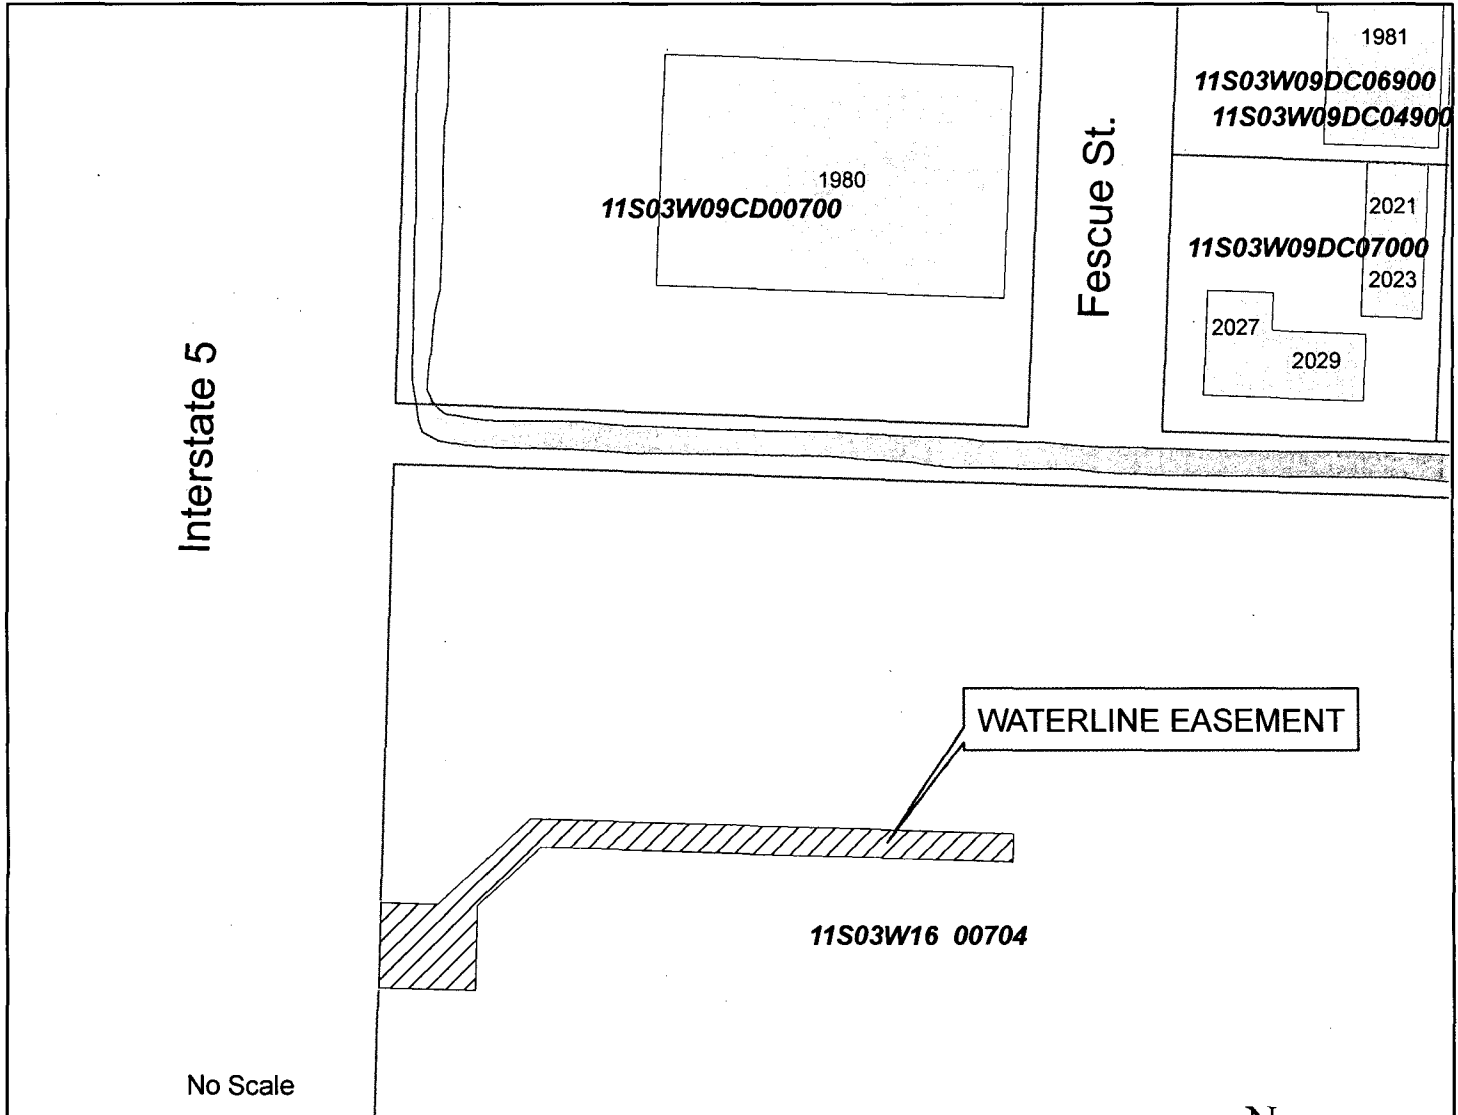 1981
11S03W09DC06900
11S03W09DC04900
1980
11S03W09CD00700
Fescue St.
2021
11S03W09DC07000
2023
2027
2029
Interstate 5
WATERLINE EASEMENT
11S03W16 00704
No Scale
N